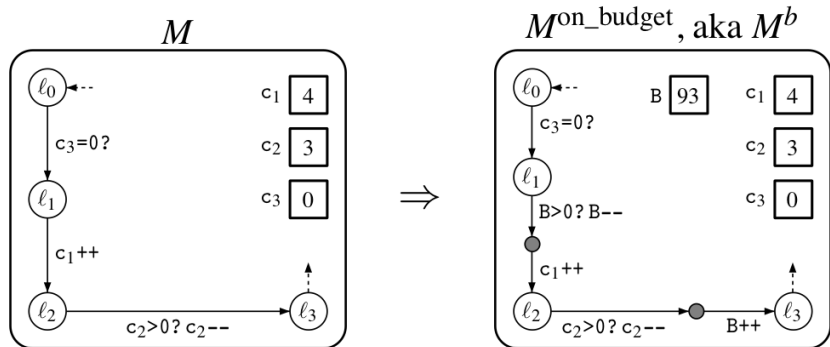 M
ℓ0
c1 4
c3=0?
c2 3
ℓ1
c3 0
c1++
ℓ2
c2>0? c2--
ℓ3
⇒
M^on_budget, aka M^b
ℓ0
B 93
c1 4
c3=0?
c2 3
ℓ1
c3 0
B>0? B--
c1++
ℓ2
c2>0? c2--
B++
ℓ3